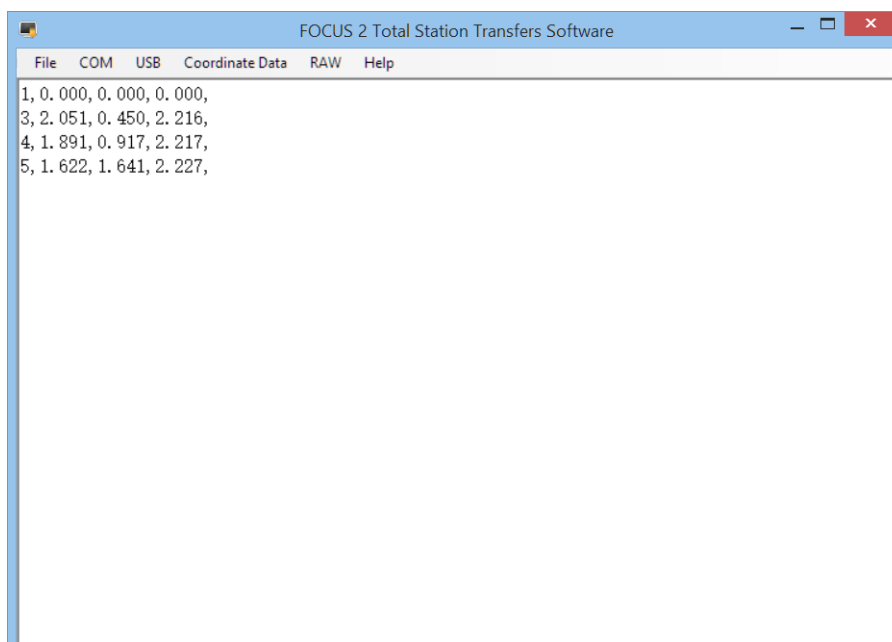 FOCUS 2 Total Station Transfers Software
File COM USB Coordinate Data RAW Help
1, 0. 000, 0. 000, 0. 000,
3, 2. 051, 0. 450, 2. 216,
4, 1. 891, 0. 917, 2. 217,
5, 1. 622, 1. 641, 2. 227,